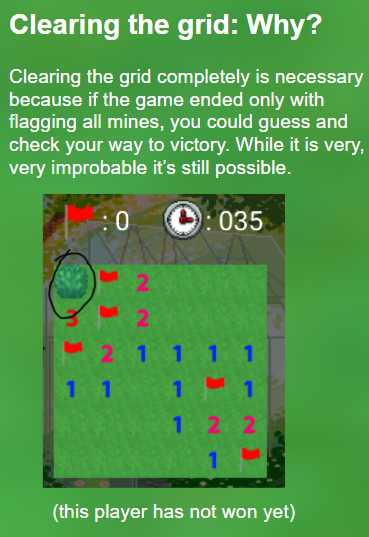 Clearing the grid: Why?
Clearing the grid completely is necessary
because if the game ended only with
flagging all mines, you could guess and
check your way to victory. While it is very,
very improbable it's still possible.
:0 :035
2
3 2
2 1 1 1 1
1 1 1 1
1 2 2
1
(this player has not won yet)